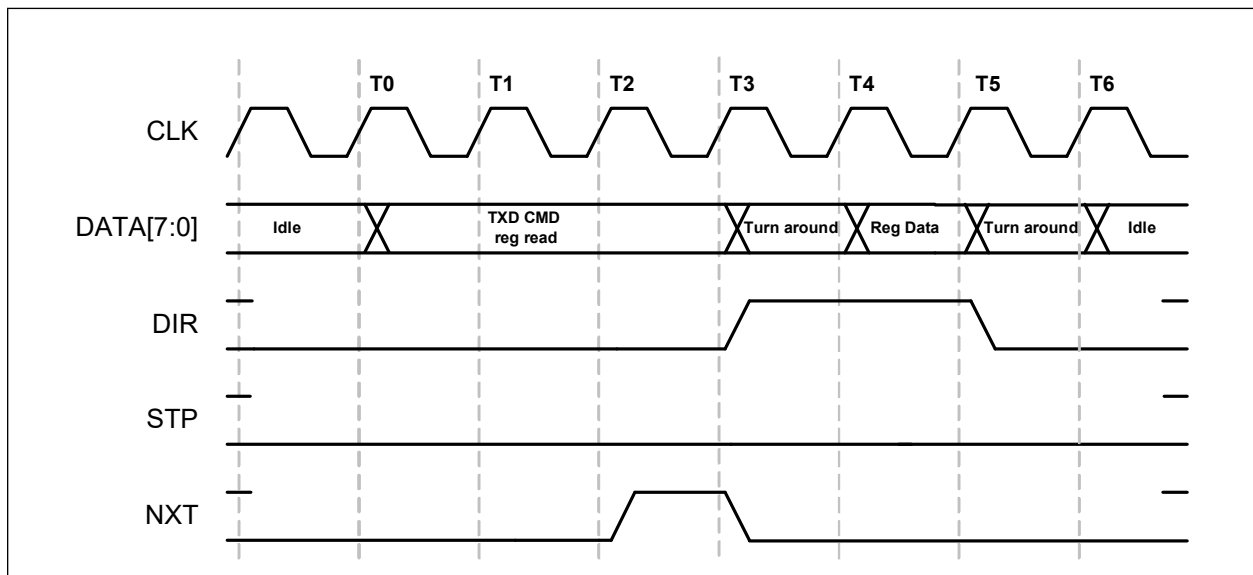 T0 T1 T2 T3 T4 T5 T6
CLK
DATA[7:0]
Idle
TXD CMD
reg read
Turn around
Reg Data
Turn around
Idle
DIR
STP
NXT